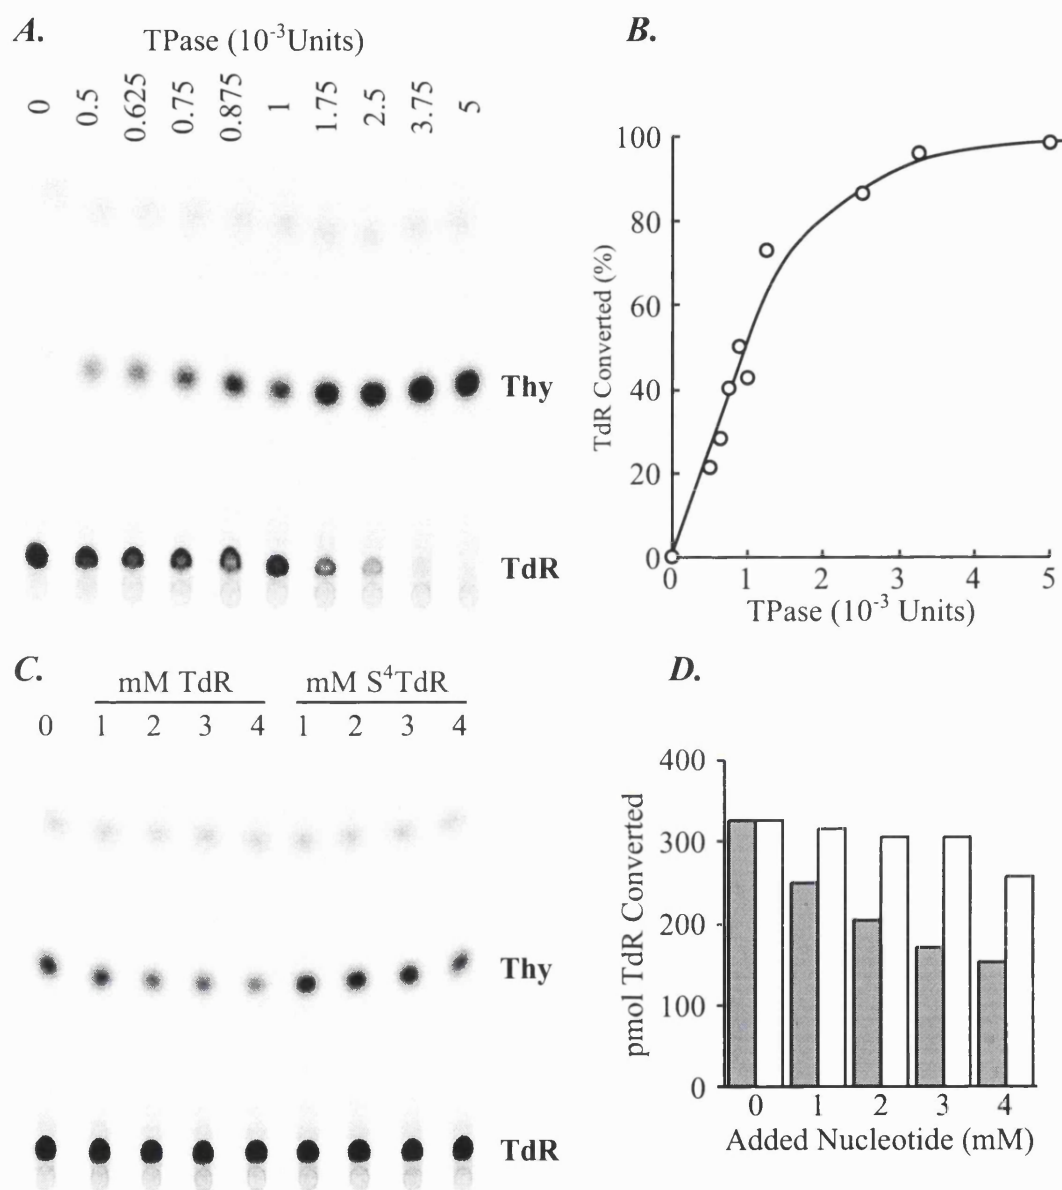 A.
TPase (10⁻³Units)
0 0.5 0.625 0.75 0.875 1 1.75 2.5 3.75 5
Thy
TdR
B.
100
80
60
40
20
0
TdR Converted (%)
0 1 2 3 4 5
TPase (10⁻³ Units)
C.
mM TdR mM S⁴TdR
0 1 2 3 4 1 2 3 4
Thy
TdR
D.
400
300
200
100
0
pmol TdR Converted
0 1 2 3 4
Added Nucleotide (mM)